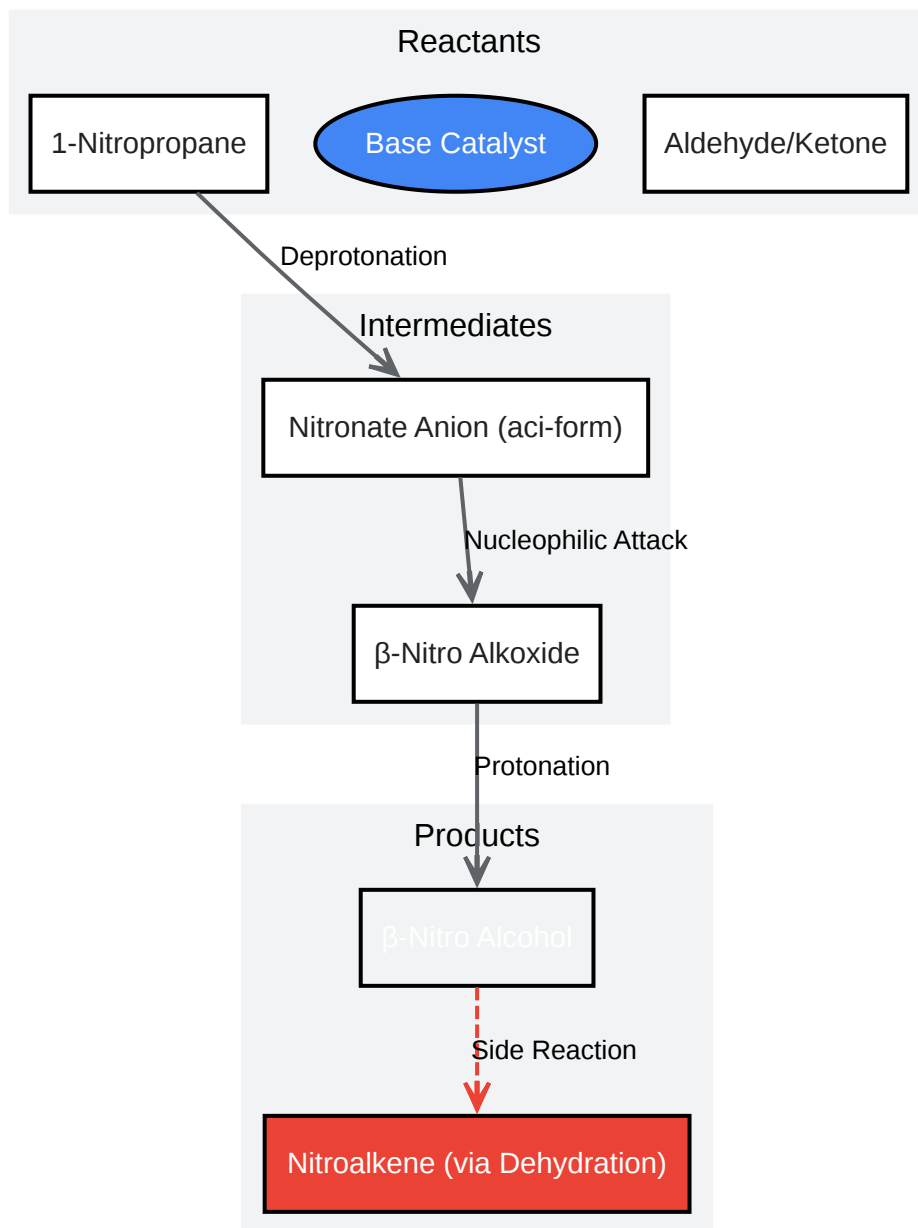 Reactants
1-Nitropropane
Base Catalyst
Aldehyde/Ketone
Deprotonation
Intermediates
Nitronate Anion (aci-form)
Nucleophilic Attack
β-Nitro Alkoxide
Protonation
Products
β-Nitro Alcohol
Side Reaction
Nitroalkene (via Dehydration)